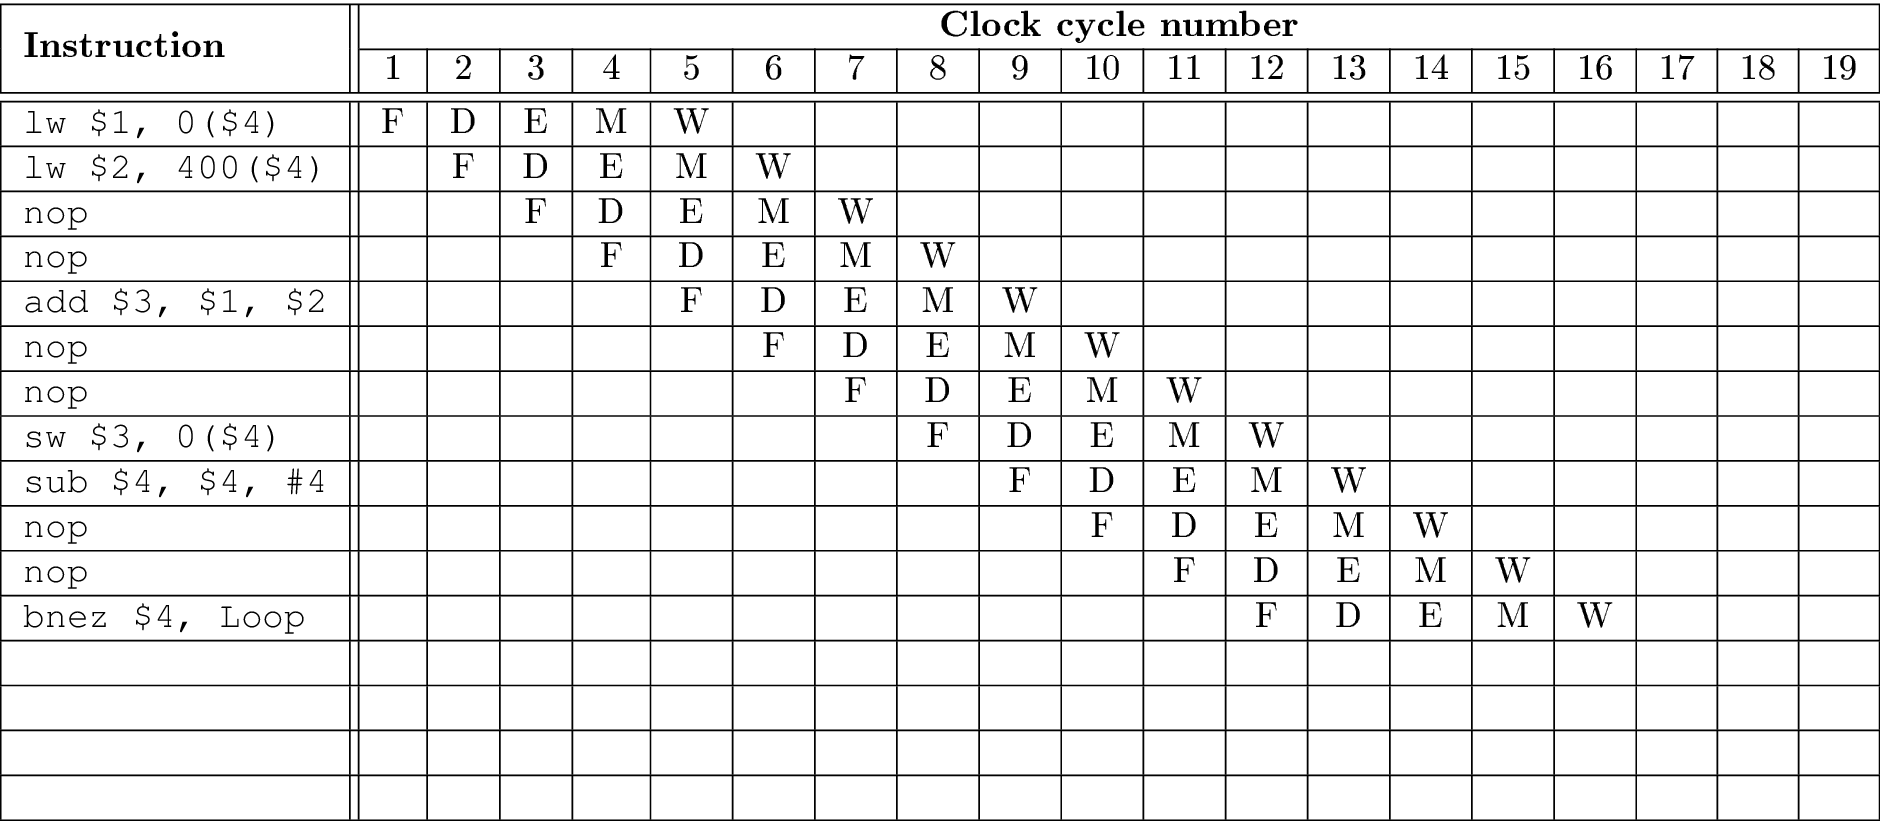 Instruction Clock cycle number
1 2 3 4 5 6 7 8 9 10 11 12 13 14 15 16 17 18 19
lw $1, 0($4) F D E M W
lw $2, 400($4) F D E M W
nop F D E M W
nop F D E M W
add $3, $1, $2 F D E M W
nop F D E M W
nop F D E M W
sw $3, 0($4) F D E M W
sub $4, $4, #4 F D E M W
nop F D E M W
nop F D E M W
bnez $4, Loop F D E M W